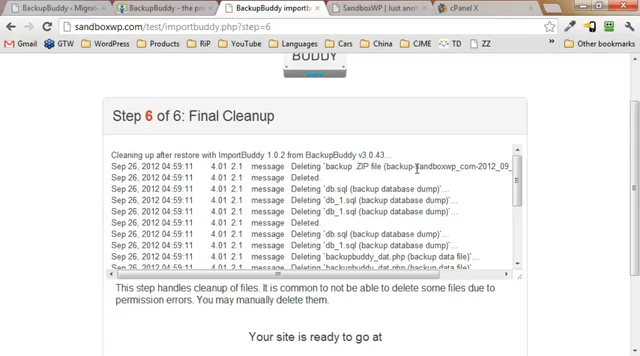 BackupBuddy - Migrat
BackupBuddy - the pre
BackupBuddy importb
SandboxWP | Just anot
cPanel X
sandboxwp.com/test/importbuddy.php?step=6
Gmail
GTW
WordPress
Products
RiP
YouTube
Languages
Cars
China
CJME
TD
ZZ
»
Other bookmarks
BUDDY
Step 6 of 6: Final Cleanup
Cleaning up after restore with ImportBuddy 1.0.2 from BackupBuddy v3.0.43...
Sep 26, 2012 04:59:11 4.01 2.1 message Deleting `backup .ZIP file (backup-sandboxwp_com-2012_09_
Sep 26, 2012 04:59:11 4.01 2.1 message Deleted.
Sep 26, 2012 04:59:11 4.01 2.1 message Deleting `db.sql (backup database dump)`...
Sep 26, 2012 04:59:11 4.01 2.1 message Deleting `db_1.sql (backup database dump)`...
Sep 26, 2012 04:59:11 4.01 2.1 message Deleted.
Sep 26, 2012 04:59:11 4.01 2.1 message Deleting `db.sql (backup database dump)`...
Sep 26, 2012 04:59:11 4.01 2.1 message Deleting `db_1.sql (backup database dump)`...
Sep 26, 2012 04:59:11 4.01 2.1 message Deleting `backupbuddy_dat.php (backup data file)`...
Sep 26, 2012 04:59:11 4.01 2.1 message Deleting `backupbuddy_dat.php (backup data file)`...
This step handles cleanup of files. It is common to not be able to delete some files due to
permission errors. You may manually delete them.
Your site is ready to go at